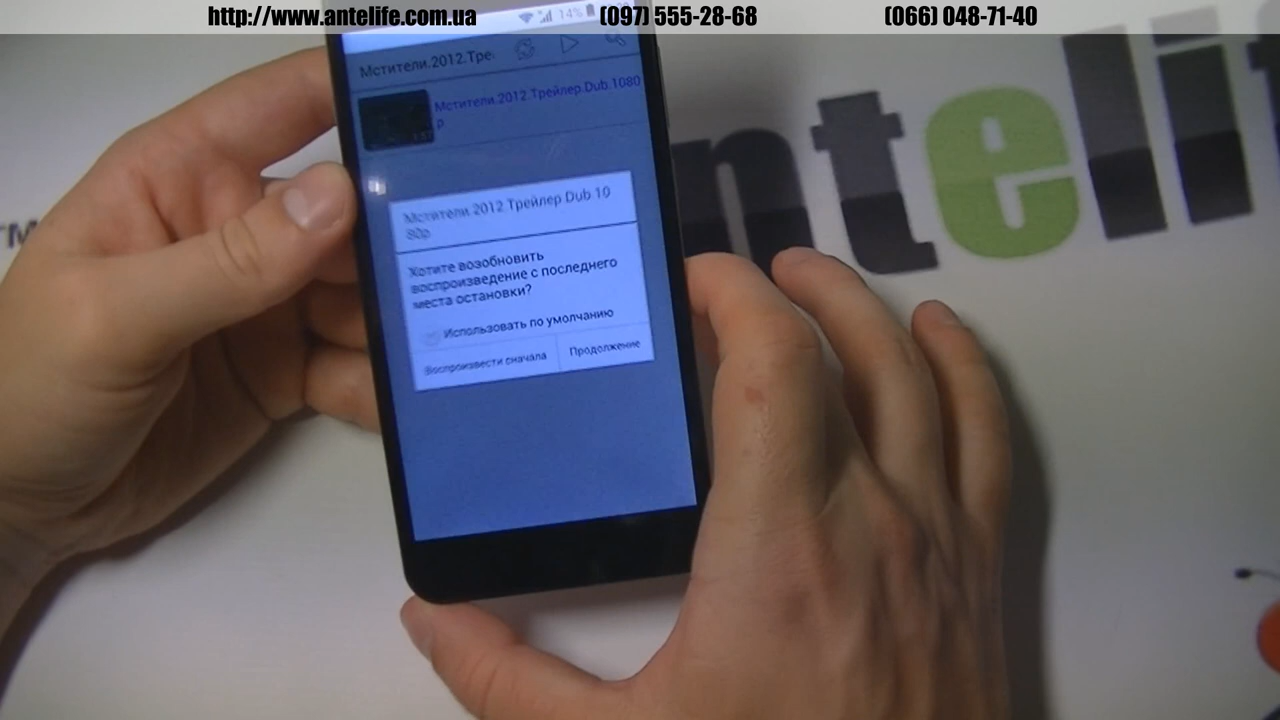 http://www.antelife.com.ua
(097) 555-28-68
(066) 048-71-40
14%
Мстители.2012.Тре
Мстители.2012.Трейлер.Dub.1080
p
Мстители 2012 Трейлер Dub 10
80p
Хотите возобновить
воспроизведение с последнего
места остановки?
Использовать по умолчанию
Воспроизвести сначала
Продолжение
anteli